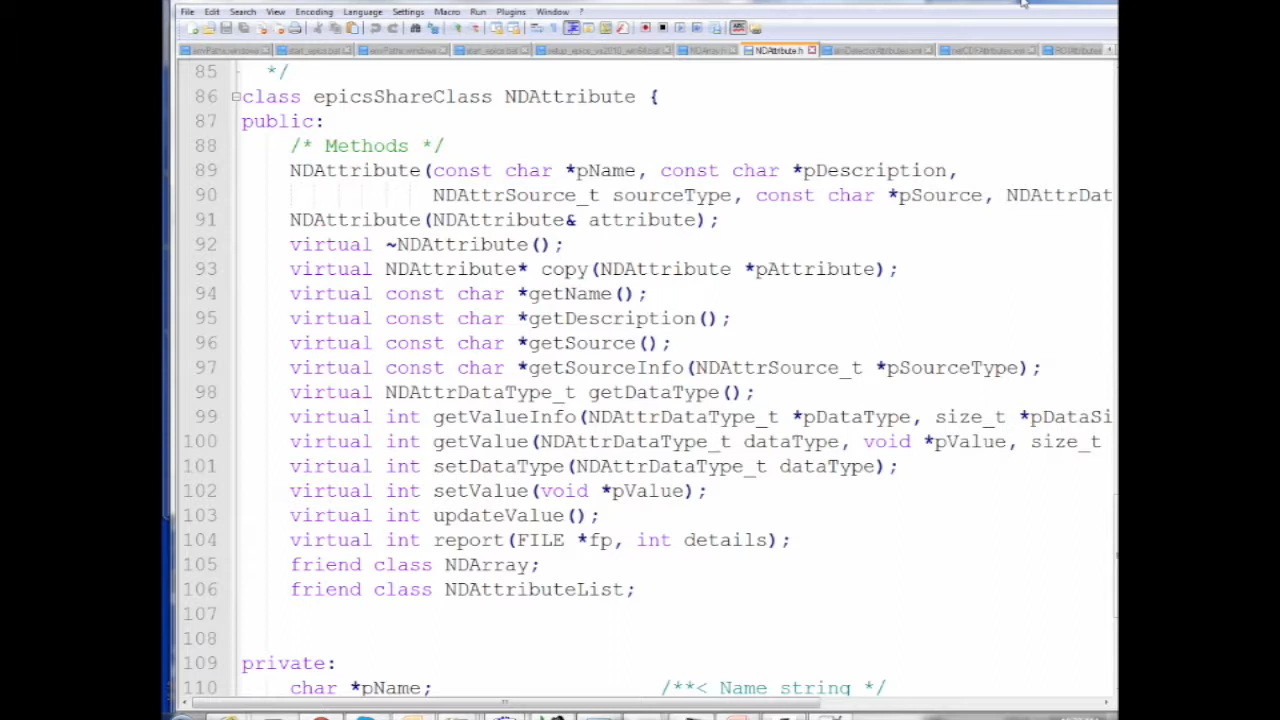 File Edit Search View Encoding Language Settings Macro Run Plugins Window ?
NDArray.h NDAttribute.h
85 */
86 class epicsShareClass NDAttribute {
87 public:
88 /* Methods */
89 NDAttribute(const char *pName, const char *pDescription,
90 NDAttrSource_t sourceType, const char *pSource, NDAttrDat
91 NDAttribute(NDAttribute& attribute);
92 virtual ~NDAttribute();
93 virtual NDAttribute* copy(NDAttribute *pAttribute);
94 virtual const char *getName();
95 virtual const char *getDescription();
96 virtual const char *getSource();
97 virtual const char *getSourceInfo(NDAttrSource_t *pSourceType);
98 virtual NDAttrDataType_t getDataType();
99 virtual int getValueInfo(NDAttrDataType_t *pDataType, size_t *pDataSi
100 virtual int getValue(NDAttrDataType_t dataType, void *pValue, size_t
101 virtual int setDataType(NDAttrDataType_t dataType);
102 virtual int setValue(void *pValue);
103 virtual int updateValue();
104 virtual int report(FILE *fp, int details);
105 friend class NDArray;
106 friend class NDAttributeList;
107
108
109 private:
110 char *pName; /**< Name string */